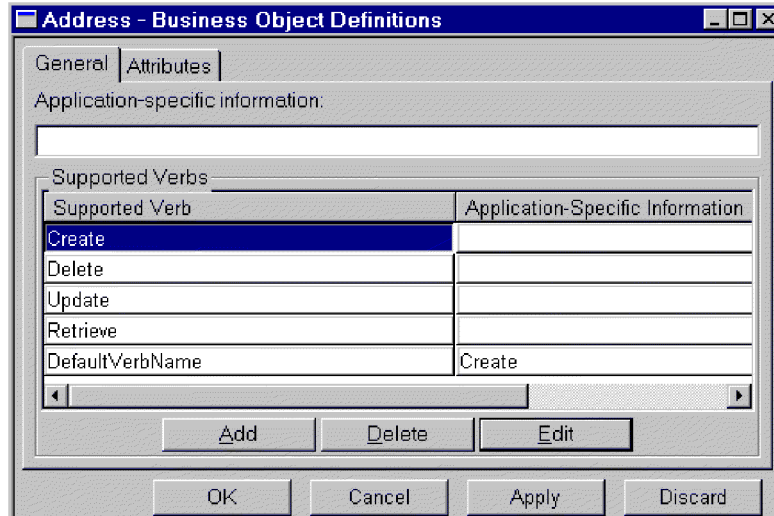 Address - Business Object Definitions
General Attributes
Application-specific information:
Supported Verbs
Supported Verb Application-Specific Information
Create
Delete
Update
Retrieve
DefaultVerbName Create
Add Delete Edit
OK Cancel Apply Discard